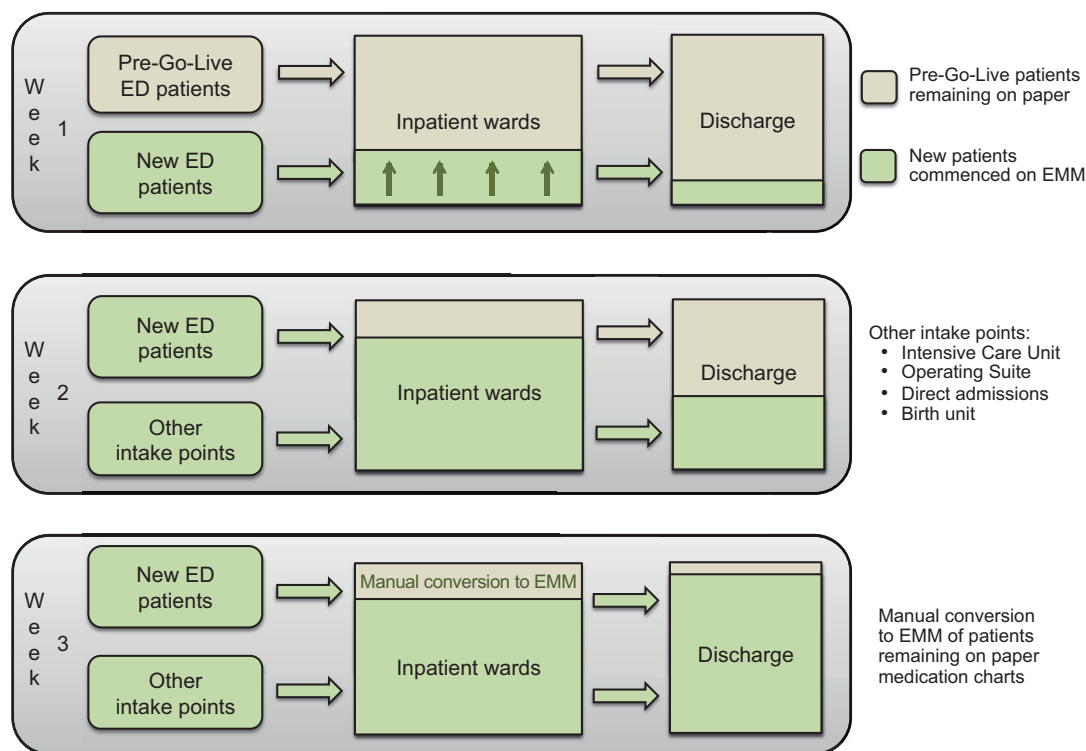 Week 1
Pre-Go-Live
ED patients
New ED
patients
Inpatient wards
Discharge
Pre-Go-Live patients
remaining on paper
New patients
commenced on EMM
Week 2
New ED
patients
Other
intake points
Inpatient wards
Discharge
Other intake points:
• Intensive Care Unit
• Operating Suite
• Direct admissions
• Birth unit
Week 3
New ED
patients
Other
intake points
Manual conversion to EMM
Inpatient wards
Discharge
Manual conversion
to EMM of patients
remaining on paper
medication charts